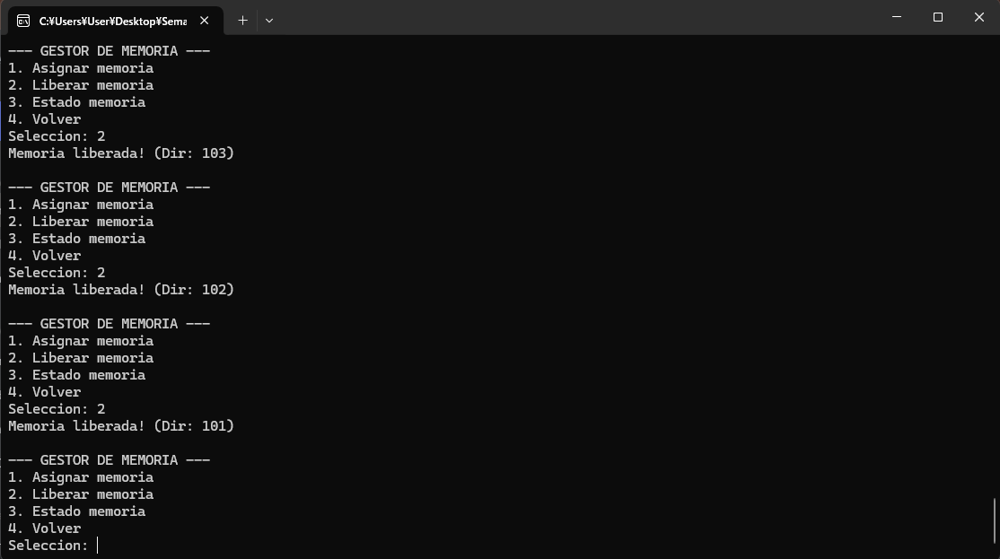 C:¥Users¥User¥Desktop¥Sema
--- GESTOR DE MEMORIA ---
1. Asignar memoria
2. Liberar memoria
3. Estado memoria
4. Volver
Seleccion: 2
Memoria liberada! (Dir: 103)
--- GESTOR DE MEMORIA ---
1. Asignar memoria
2. Liberar memoria
3. Estado memoria
4. Volver
Seleccion: 2
Memoria liberada! (Dir: 102)
--- GESTOR DE MEMORIA ---
1. Asignar memoria
2. Liberar memoria
3. Estado memoria
4. Volver
Seleccion: 2
Memoria liberada! (Dir: 101)
--- GESTOR DE MEMORIA ---
1. Asignar memoria
2. Liberar memoria
3. Estado memoria
4. Volver
Seleccion: